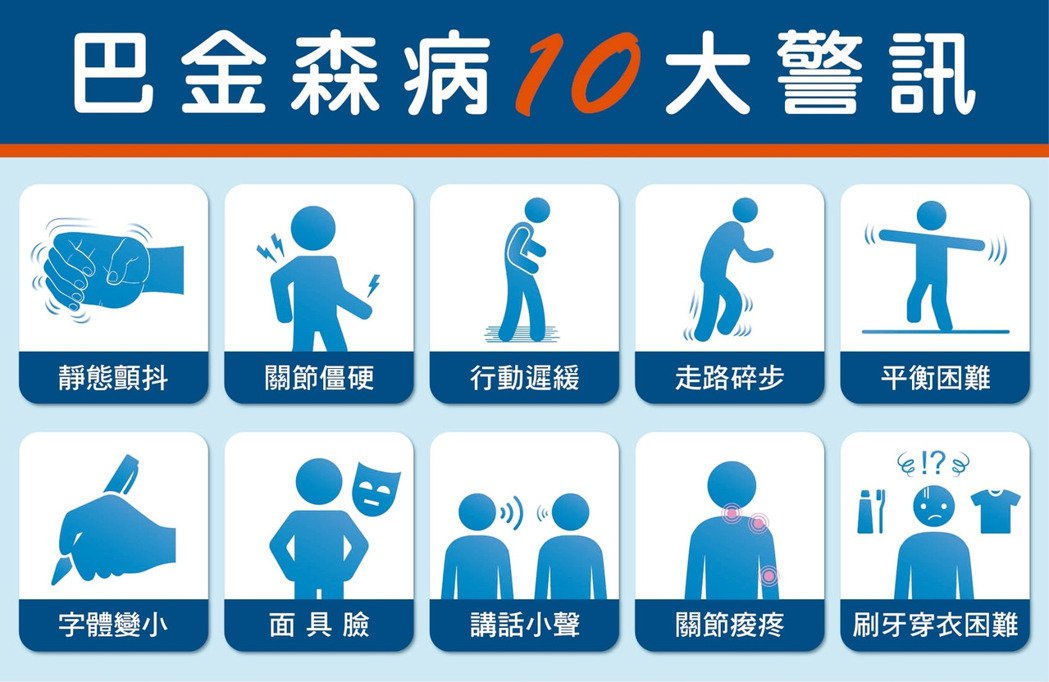 巴金森病10大警訊
靜態顫抖
關節僵硬
行動遲緩
走路碎步
平衡困難
!?
字體變小
面具臉
講話小聲
關節痠疼
刷牙穿衣困難